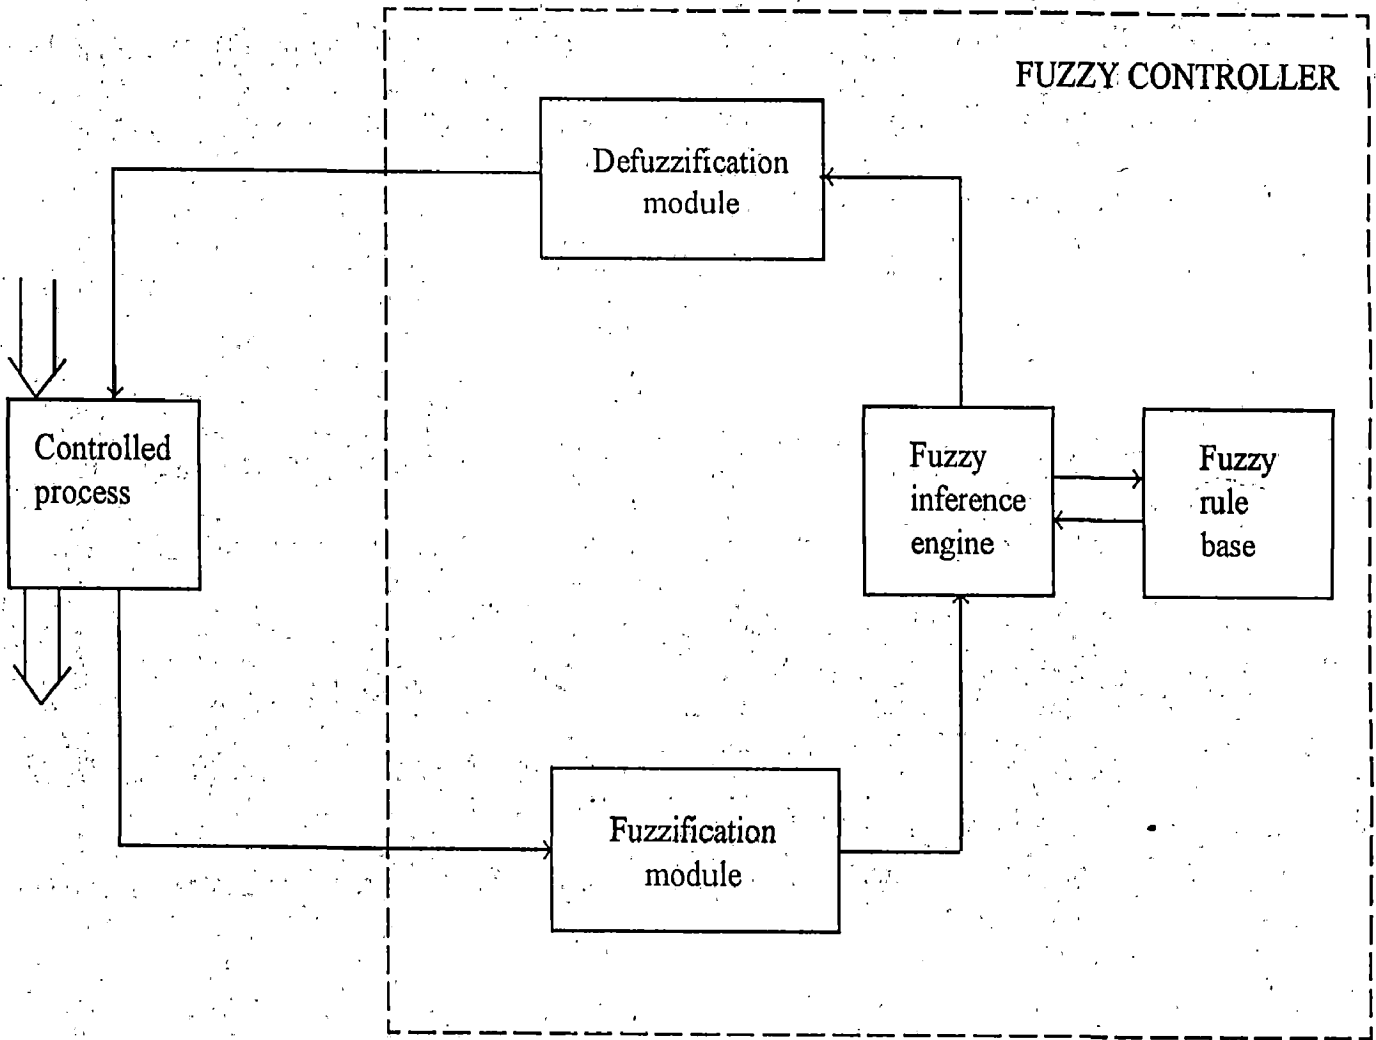 FUZZY CONTROLLER
Defuzzification
module
Controlled
process
Fuzzy
inference
engine
Fuzzy
rule
base
Fuzzification
module